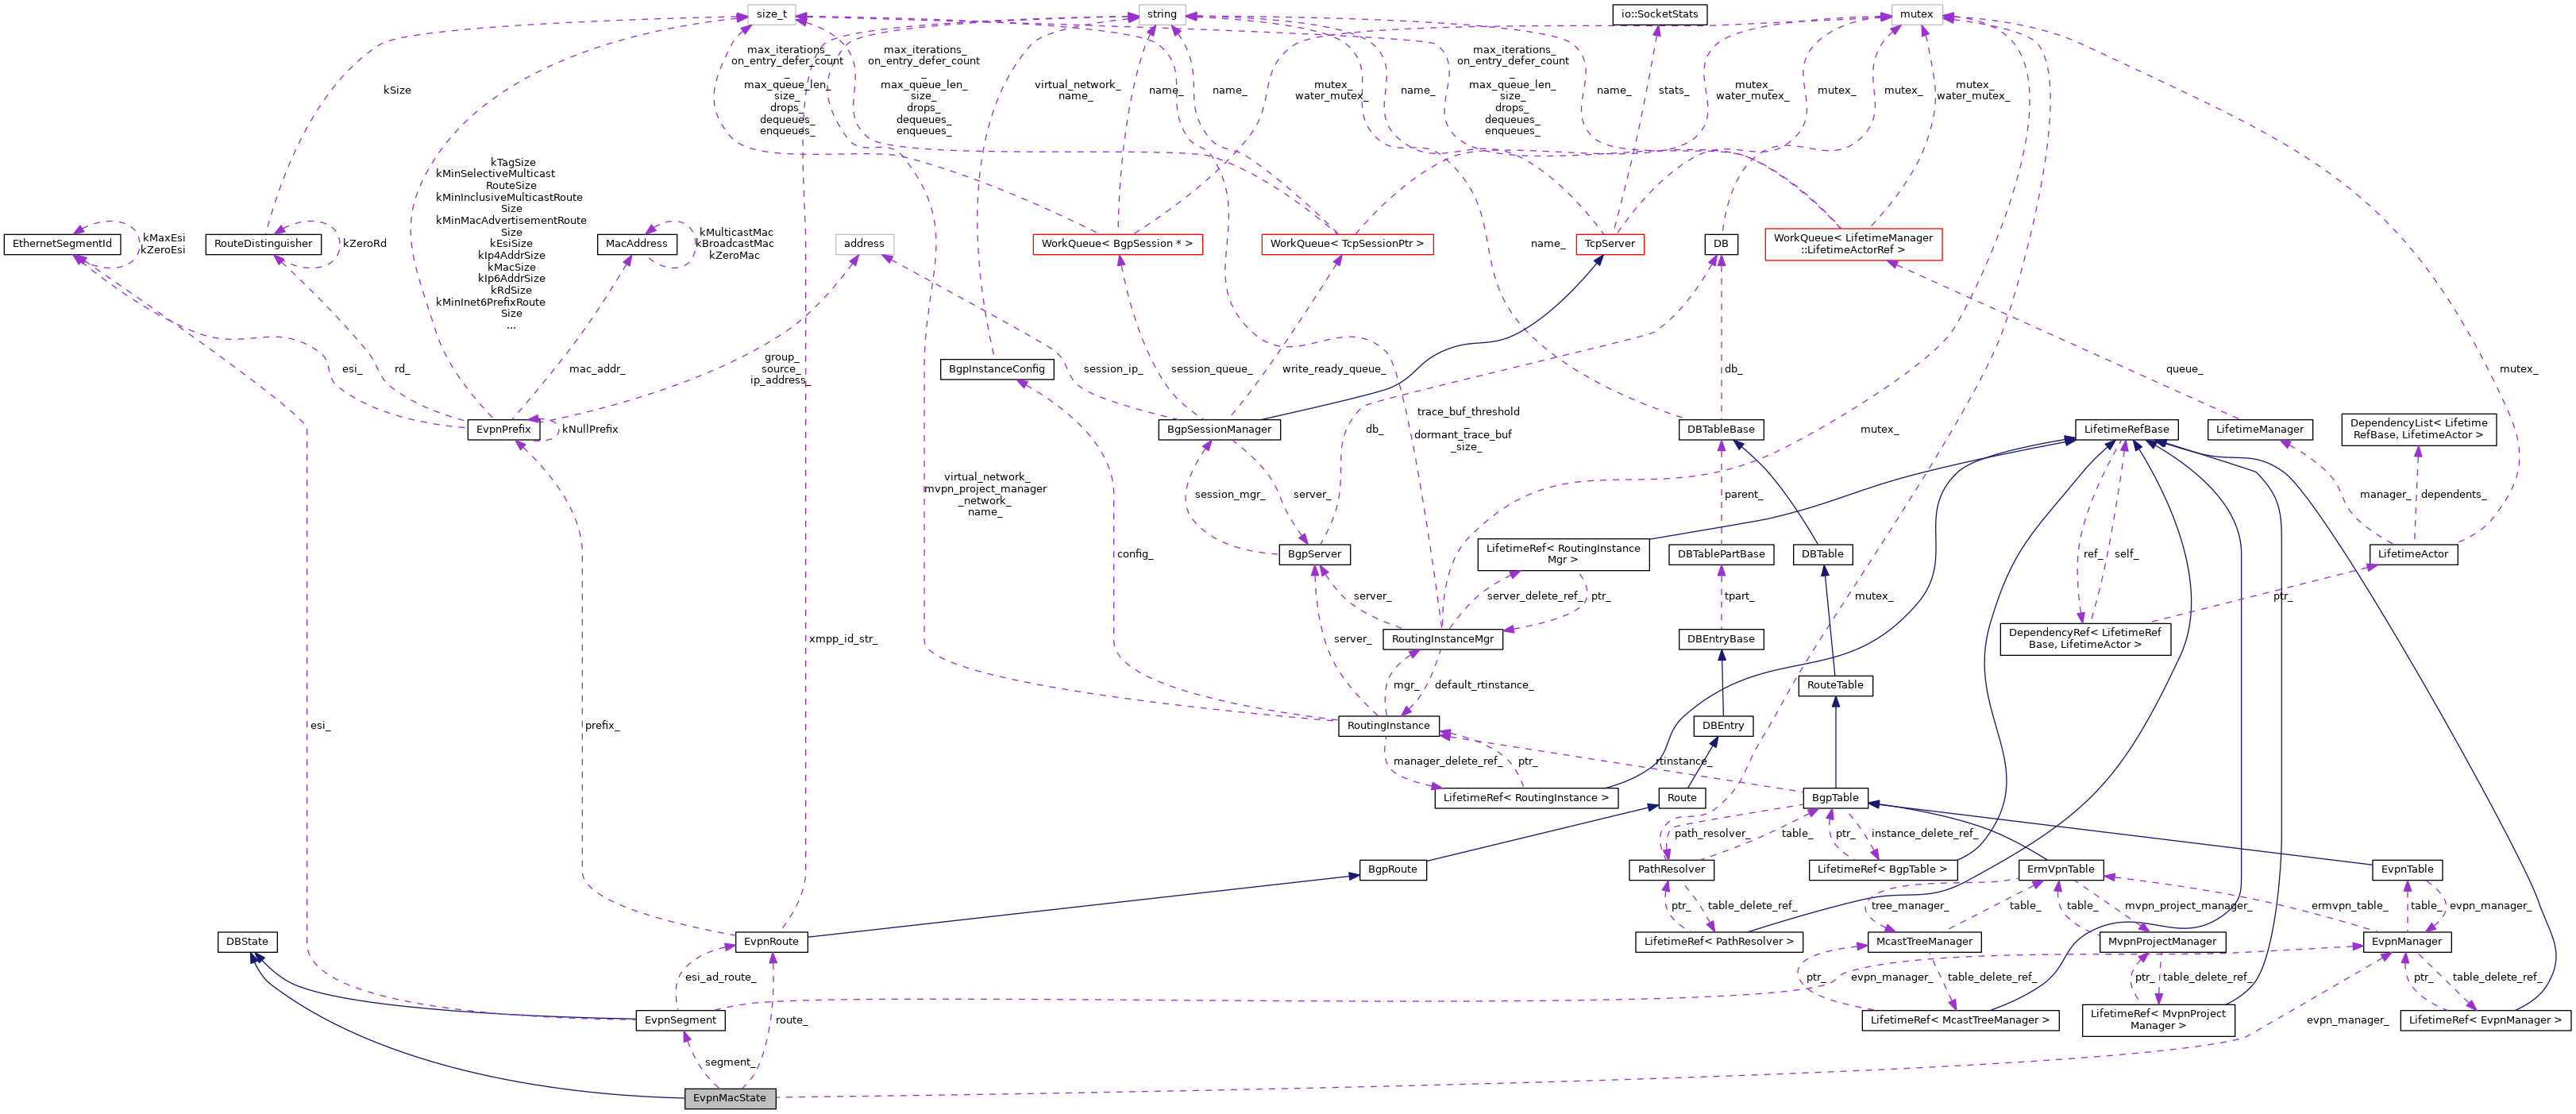 size_t
string
io::SocketStats
mutex
max_iterations_
on_entry_defer_count
_
max_queue_len_
size_
drops_
dequeues_
enqueues_
max_iterations_
on_entry_defer_count
_
max_queue_len_
size_
drops_
dequeues_
enqueues_
max_iterations_
on_entry_defer_count
_
max_queue_len_
size_
drops_
dequeues_
enqueues_
kSize
virtual_network_
name_
name_
name_
mutex_
water_mutex_
name_
name_
stats_
mutex_
water_mutex_
mutex_
mutex_
mutex_
water_mutex_
kTagSize
kMinSelectiveMulticast
RouteSize
kMinInclusiveMulticastRoute
Size
kMinMacAdvertisementRoute
Size
kEsiSize
kIp4AddrSize
kMacSize
kIp6AddrSize
kRdSize
kMinInet6PrefixRoute
Size
...
EthernetSegmentId
kMaxEsi
kZeroEsi
RouteDistinguisher
kZeroRd
MacAddress
kMulticastMac
kBroadcastMac
kZeroMac
address
WorkQueue< BgpSession * >
WorkQueue< TcpSessionPtr >
name_
TcpServer
DB
WorkQueue< LifetimeManager
::LifetimeActorRef >
esi_
rd_
mac_addr_
group_
source_
ip_address_
BgpInstanceConfig
session_ip_
session_queue_
write_ready_queue_
db_
queue_
mutex_
EvpnPrefix
kNullPrefix
BgpSessionManager
db_
trace_buf_threshold
_
dormant_trace_buf
_size_
DBTableBase
mutex_
LifetimeRefBase
LifetimeManager
DependencyList< Lifetime
RefBase, LifetimeActor >
virtual_network_
mvpn_project_manager
_network_
name_
session_mgr_
server_
parent_
manager_
dependents_
config_
BgpServer
LifetimeRef< RoutingInstance
Mgr >
DBTablePartBase
DBTable
ref_
self_
LifetimeActor
server_
server_delete_ref_
ptr_
tpart_
mutex_
ptr_
xmpp_id_str_
server_
RoutingInstanceMgr
DBEntryBase
DependencyRef< LifetimeRef
Base, LifetimeActor >
mgr_
default_rtinstance_
RouteTable
esi_
prefix_
RoutingInstance
DBEntry
manager_delete_ref_
ptr_
rtinstance_
LifetimeRef< RoutingInstance >
Route
BgpTable
path_resolver_
table_
ptr_
instance_delete_ref_
BgpRoute
PathResolver
LifetimeRef< BgpTable >
ErmVpnTable
EvpnTable
ptr_
table_delete_ref_
tree_manager_
table_
table_
mvpn_project_manager_
ermvpn_table_
table_
evpn_manager_
DBState
EvpnRoute
LifetimeRef< PathResolver >
McastTreeManager
MvpnProjectManager
EvpnManager
esi_ad_route_
ptr_
evpn_manager_
table_delete_ref_
ptr_
table_delete_ref_
ptr_
table_delete_ref_
EvpnSegment
route_
LifetimeRef< McastTreeManager >
LifetimeRef< MvpnProject
Manager >
LifetimeRef< EvpnManager >
evpn_manager_
segment_
EvpnMacState